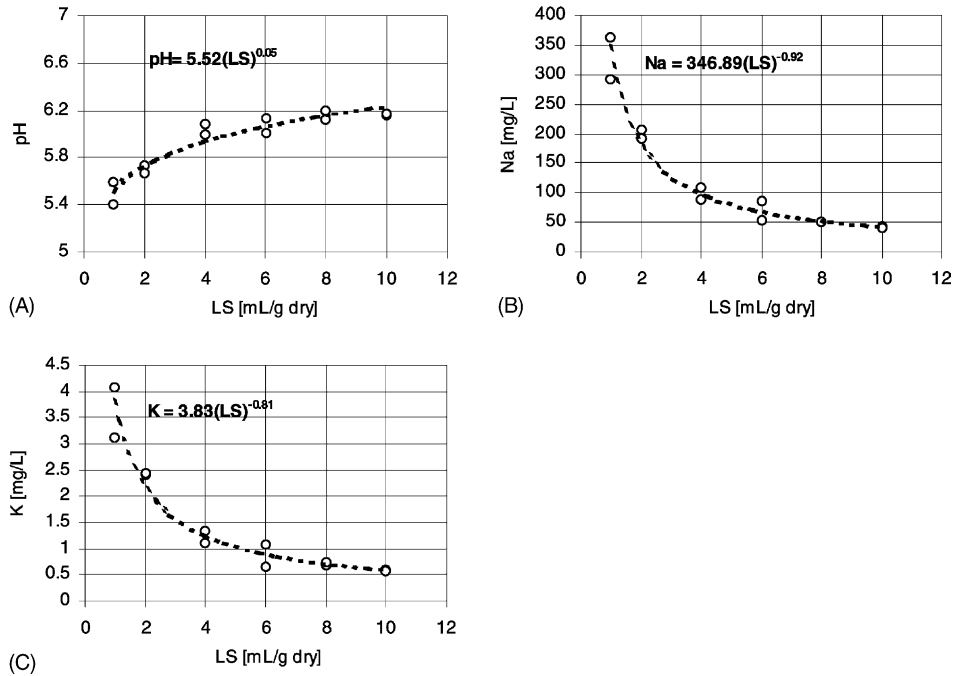 7
6.6
6.2
5.8
5.4
5
pH
pH= 5.52(LS)^0.05
0 2 4 6 8 10 12
LS [mL/g dry]
(A)
400
350
300
250
200
150
100
50
0
Na [mg/L]
Na = 346.89(LS)^-0.92
0 2 4 6 8 10 12
LS [mL/g dry]
(B)
4.5
4
3.5
3
2.5
2
1.5
1
0.5
0
K [mg/L]
K = 3.83(LS)^-0.81
0 2 4 6 8 10 12
LS [mL/g dry]
(C)